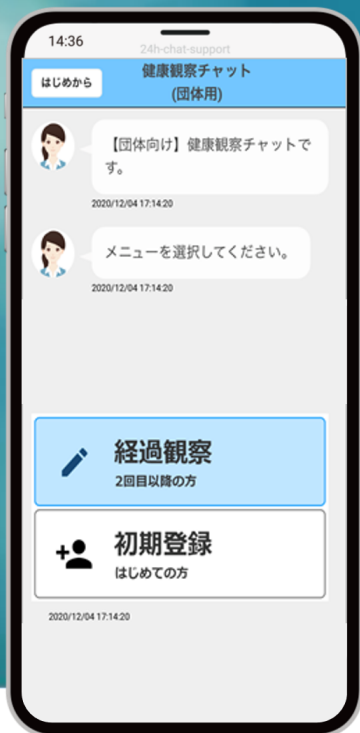 14:36
24h-chat-support
はじめから
健康観察チャット
(団体用)
【団体向け】健康観察チャットで
す。
2020/12/04 17:14:20
メニューを選択してください。
2020/12/04 17:14:20
経過観察
2回目以降の方
初期登録
はじめての方
2020/12/04 17:14:20